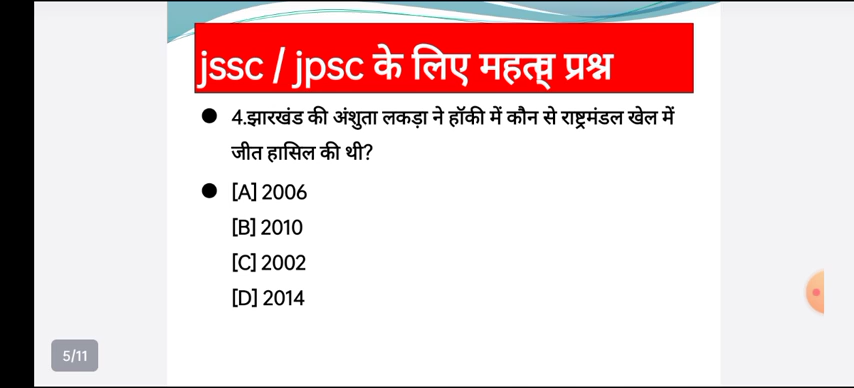 jssc / jpsc के लिए महत्व प्रश्न
● 4.झारखंड की अंशुता लकड़ा ने हॉकी में कौन से राष्ट्रमंडल खेल में
जीत हासिल की थी?
● [A] 2006
[B] 2010
[C] 2002
[D] 2014
5/11